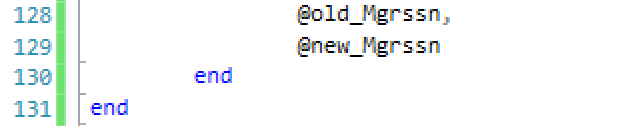 128 @old_Mgrssn,
129 @new_Mgrssn
130 end
131 end